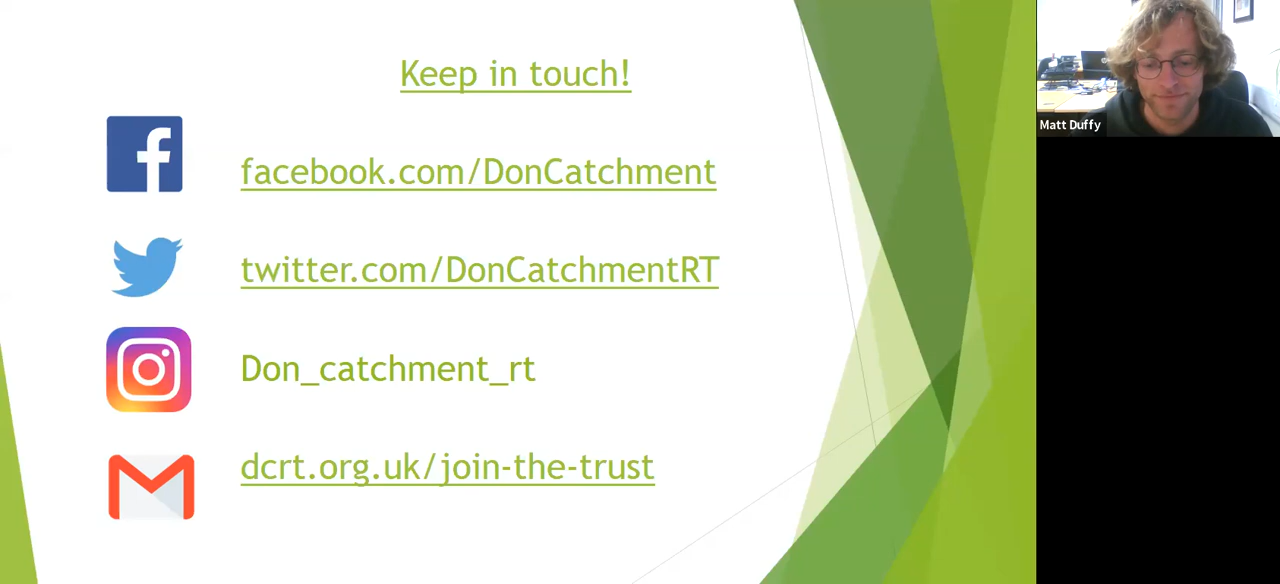 Keep in touch!
facebook.com/DonCatchment
twitter.com/DonCatchmentRT
Don_catchment_rt
dcrt.org.uk/join-the-trust
Matt Duffy